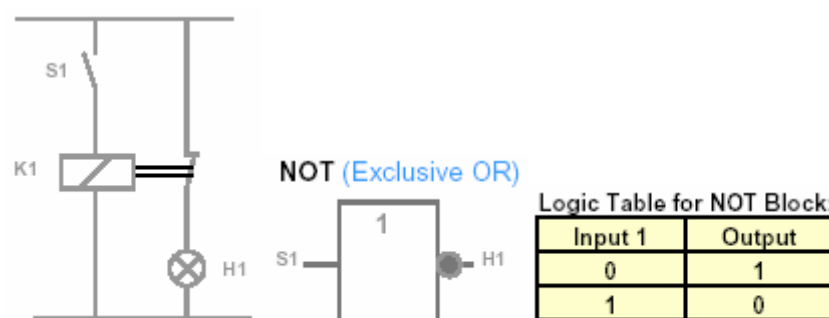 S1
K1
H1
NOT (Exclusive OR)
1
S1
H1
Logic Table for NOT Block:
Input 1 Output
0 1
1 0